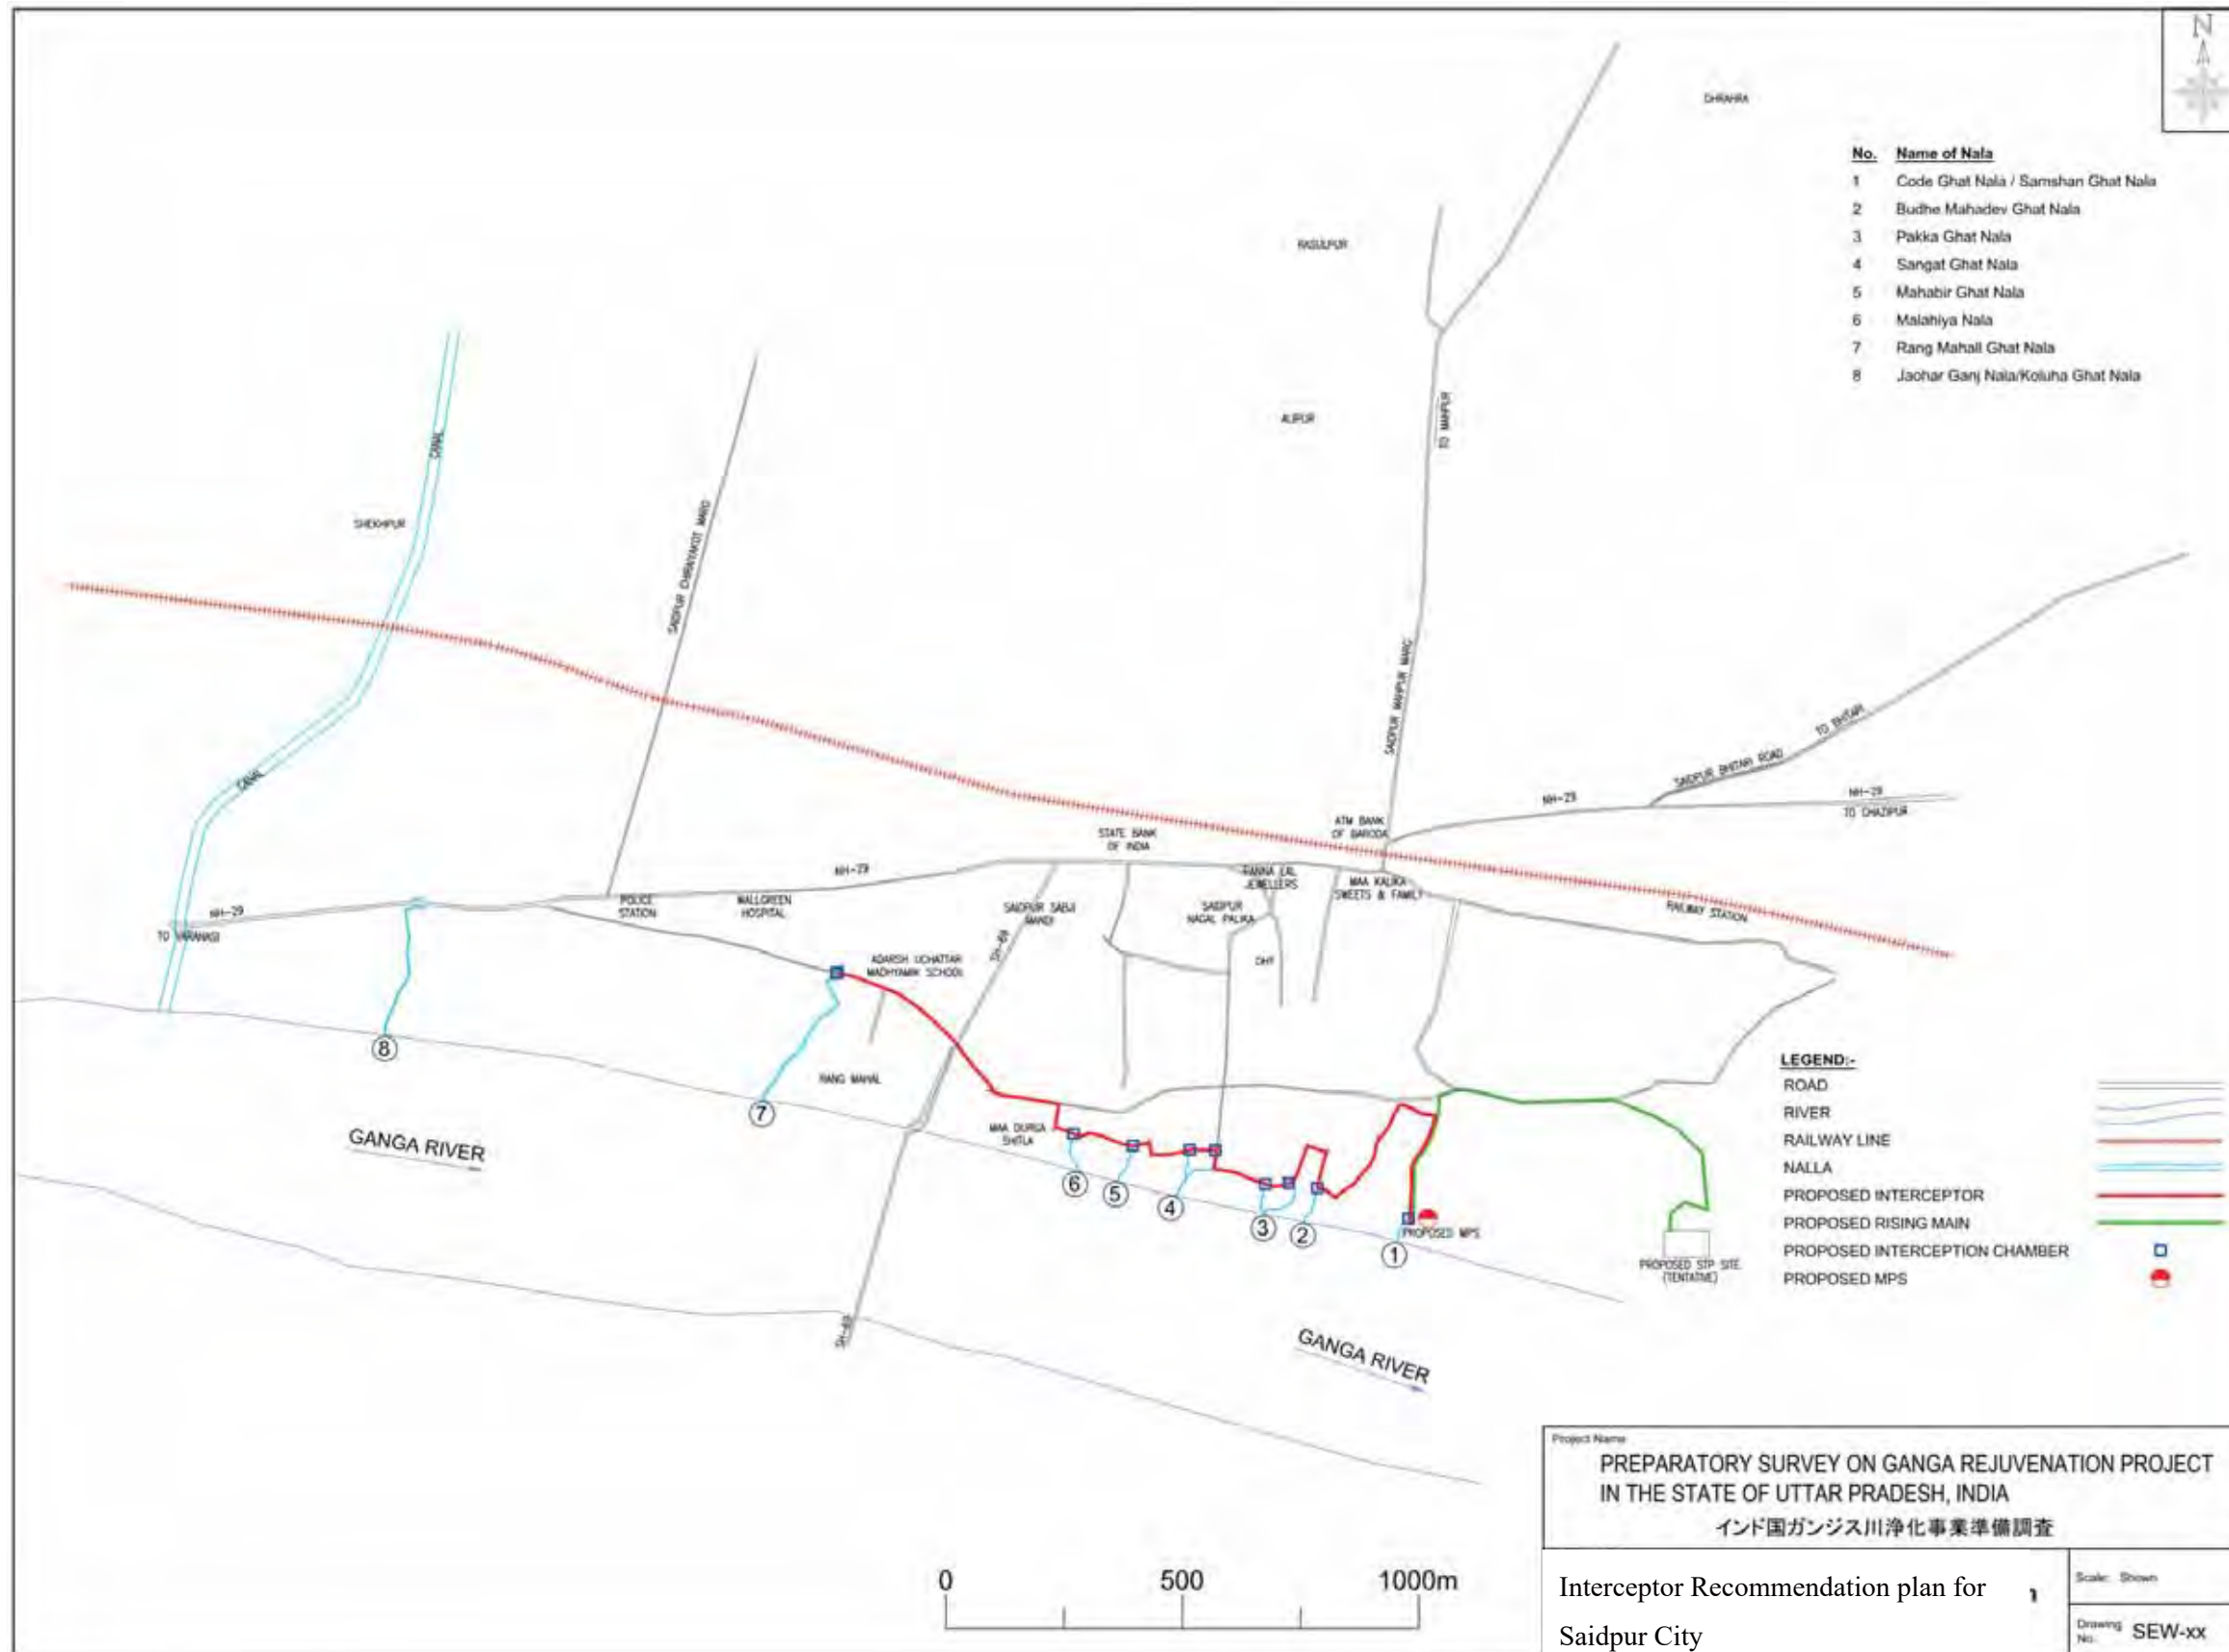 N
DHRAHRA
No. Name of Nala
1 Code Ghat Nala / Samshan Ghat Nala
2 Budhe Mahadev Ghat Nala
3 Pakka Ghat Nala
4 Sangat Ghat Nala
5 Mahabir Ghat Nala
6 Malahiya Nala
7 Rang Mahall Ghat Nala
8 Jaohar Ganj Nala/Koluha Ghat Nala
RASULPUR
ALIPUR
TO MAHPUR
CANAL
SHEKHPUR
SAIDPUR CHIRAIYAKOT MARG
SAIDPUR MAHPUR MARG
TO BHITARI
SAIDPUR BHITARI ROAD
CANAL
NH-29
NH-29
TO GHAZIPUR
STATE BANK
OF INDIA
ATM BANK
OF BARODA
NH-29
PANNA LAL
JEWELLERS
MAA KALIKA
SWEETS & FAMILY
POLICE
STATION
WALLGREEN
HOSPITAL
SAIDPUR SABJI
MANDI
SAIDPUR
NAGAL PALIKA
RAILWAY STATION
NH-29
TO VARANASI
SH-69
OHT
ADARSH UCHATTAR
MADHYAMIK SCHOOL
8
RANG MAHAL
7
LEGEND:-
ROAD
RIVER
RAILWAY LINE
NALLA
PROPOSED INTERCEPTOR
PROPOSED RISING MAIN
PROPOSED INTERCEPTION CHAMBER
PROPOSED MPS
GANGA RIVER
MAA DURGA
SHITLA
6
5
4
3
2
1
PROPOSED MPS
PROPOSED STP SITE
(TENTATIVE)
SH-69
GANGA RIVER
Project Name
PREPARATORY SURVEY ON GANGA REJUVENATION PROJECT
IN THE STATE OF UTTAR PRADESH, INDIA
インド国ガンジス川浄化事業準備調査
0 500 1000m
Interceptor Recommendation plan for
Saidpur City
Scale: Shown
Drawing
No. SEW-xx